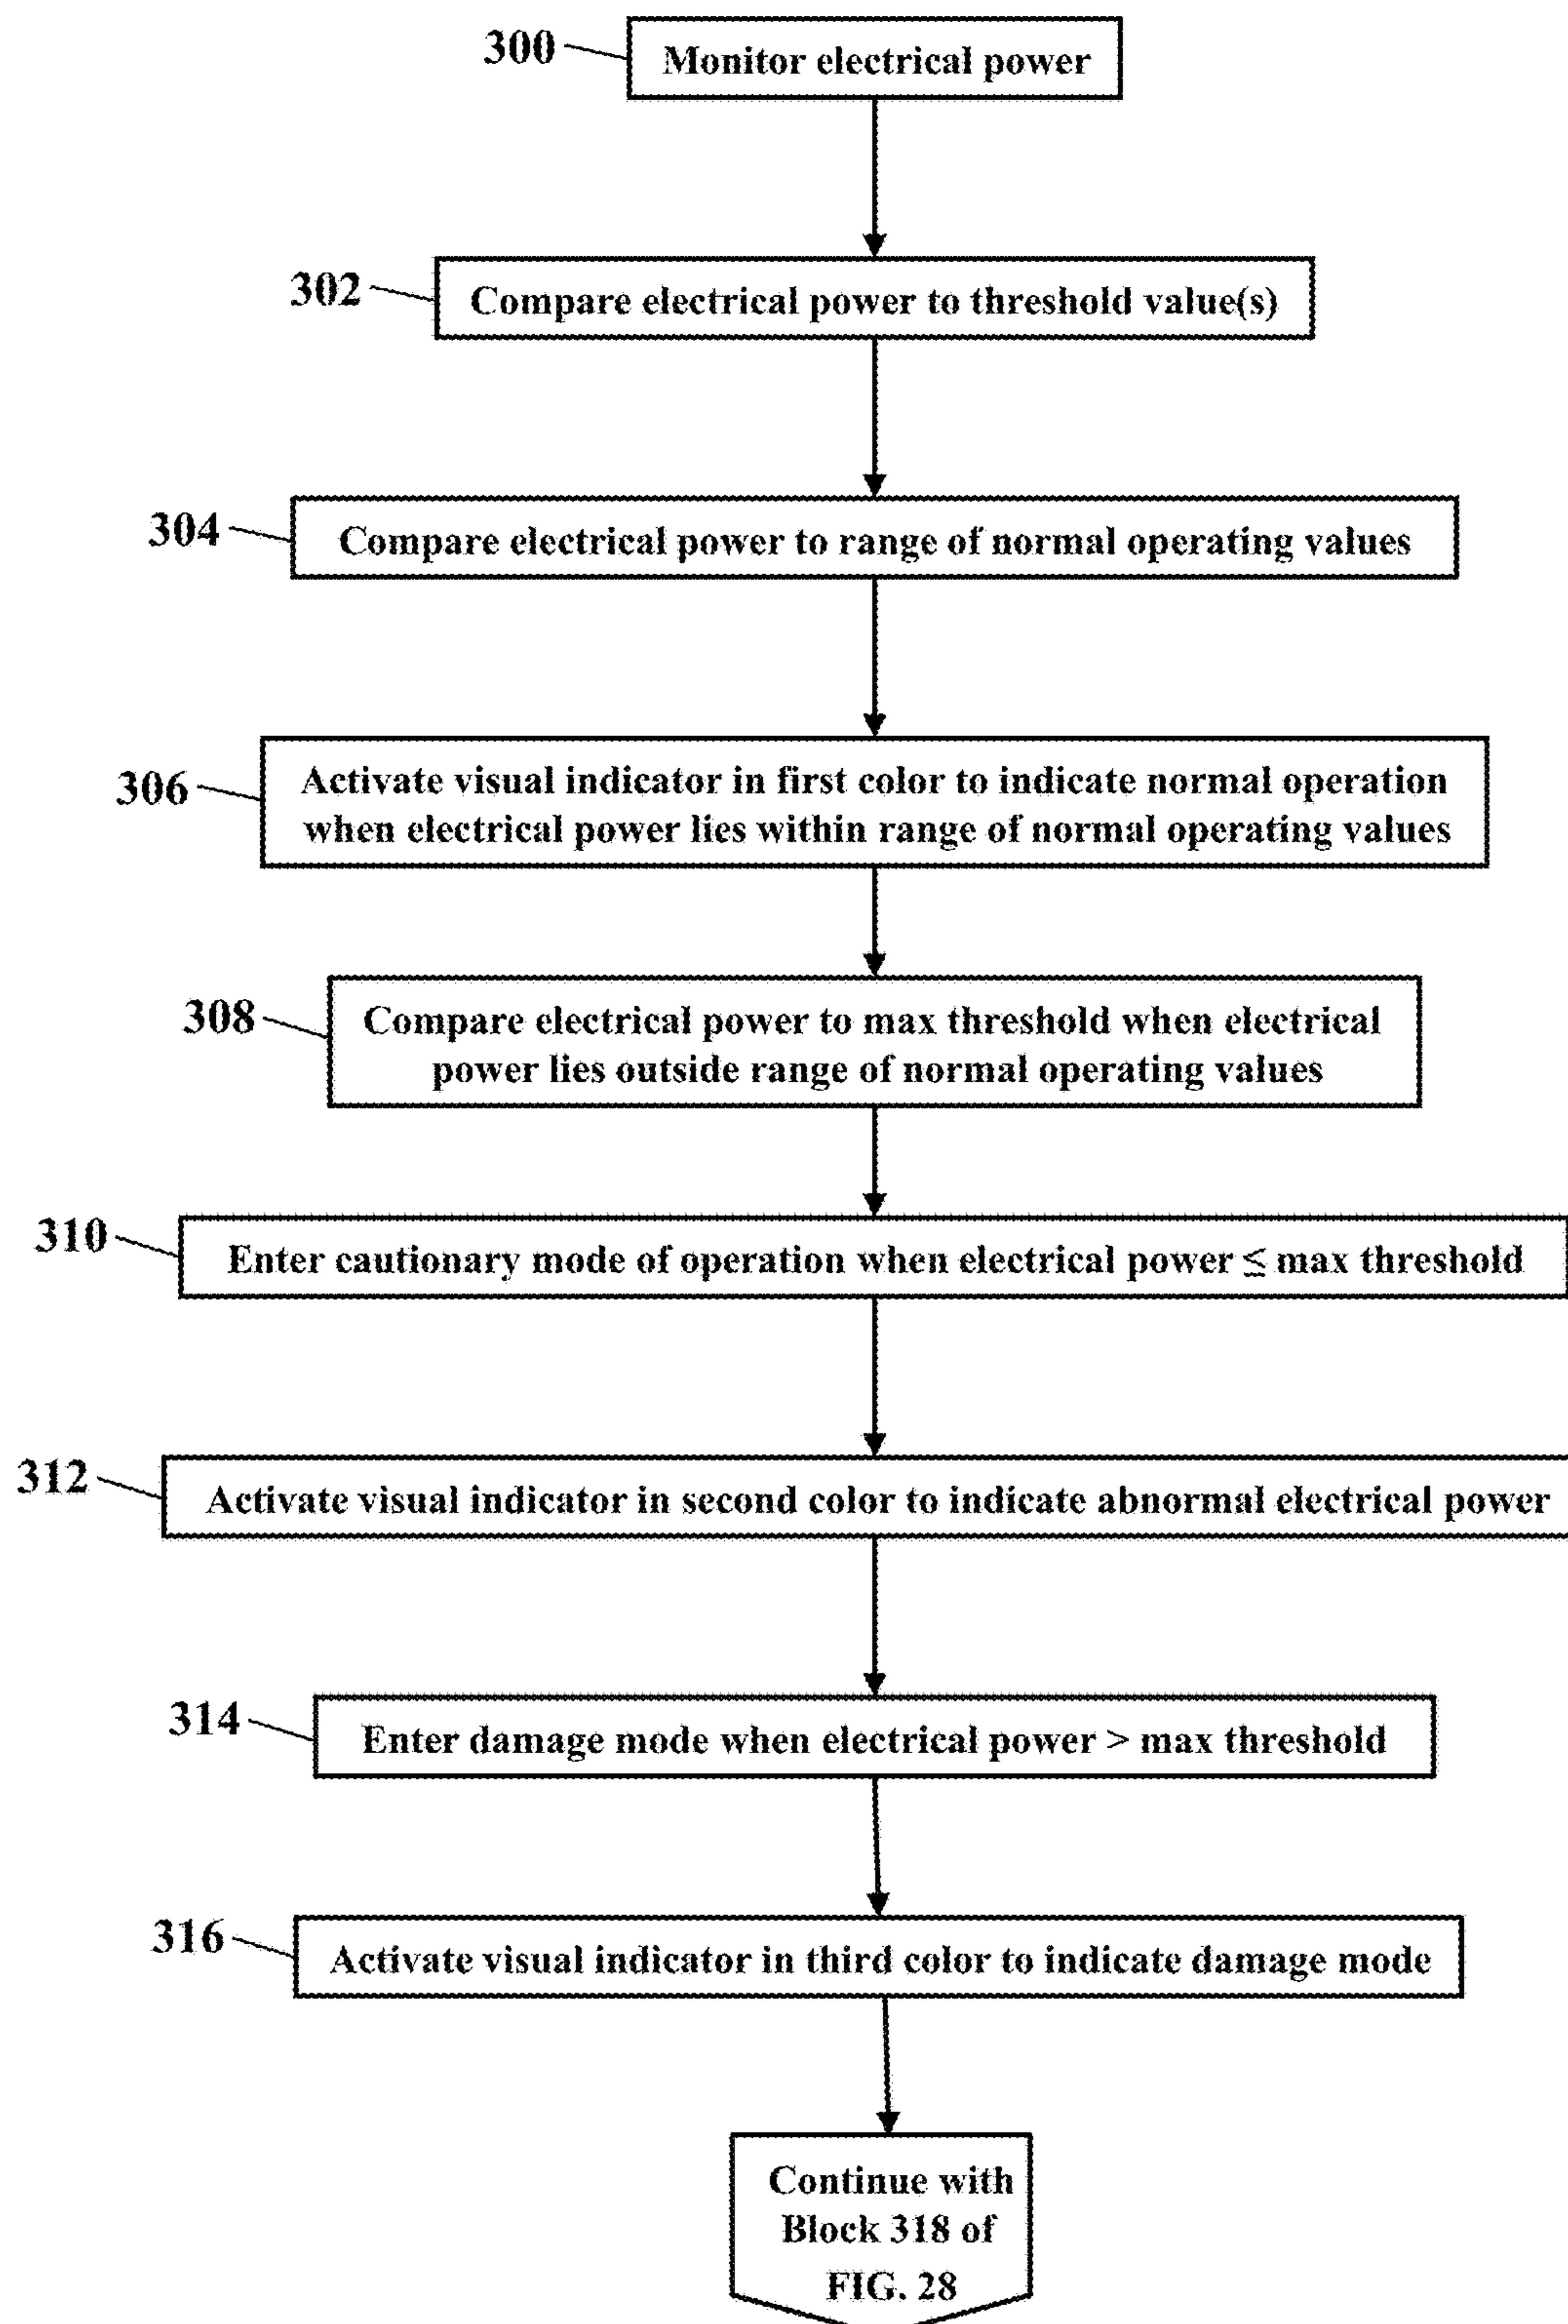 300
Monitor electrical power
302
Compare electrical power to threshold value(s)
304
Compare electrical power to range of normal operating values
306
Activate visual indicator in first color to indicate normal operation
when electrical power lies within range of normal operating values
308
Compare electrical power to max threshold when electrical
power lies outside range of normal operating values
310
Enter cautionary mode of operation when electrical power ≤ max threshold
312
Activate visual indicator in second color to indicate abnormal electrical power
314
Enter damage mode when electrical power > max threshold
316
Activate visual indicator in third color to indicate damage mode
Continue with
Block 318 of
FIG. 28